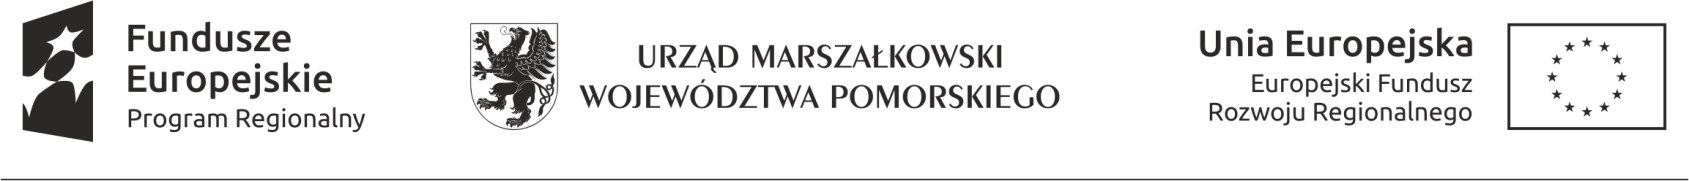 Fundusze
Europejskie
Program Regionalny
URZĄD MARSZAŁKOWSKI
WOJEWÓDZTWA POMORSKIEGO
Unia Europejska
Europejski Fundusz
Rozwoju Regionalnego